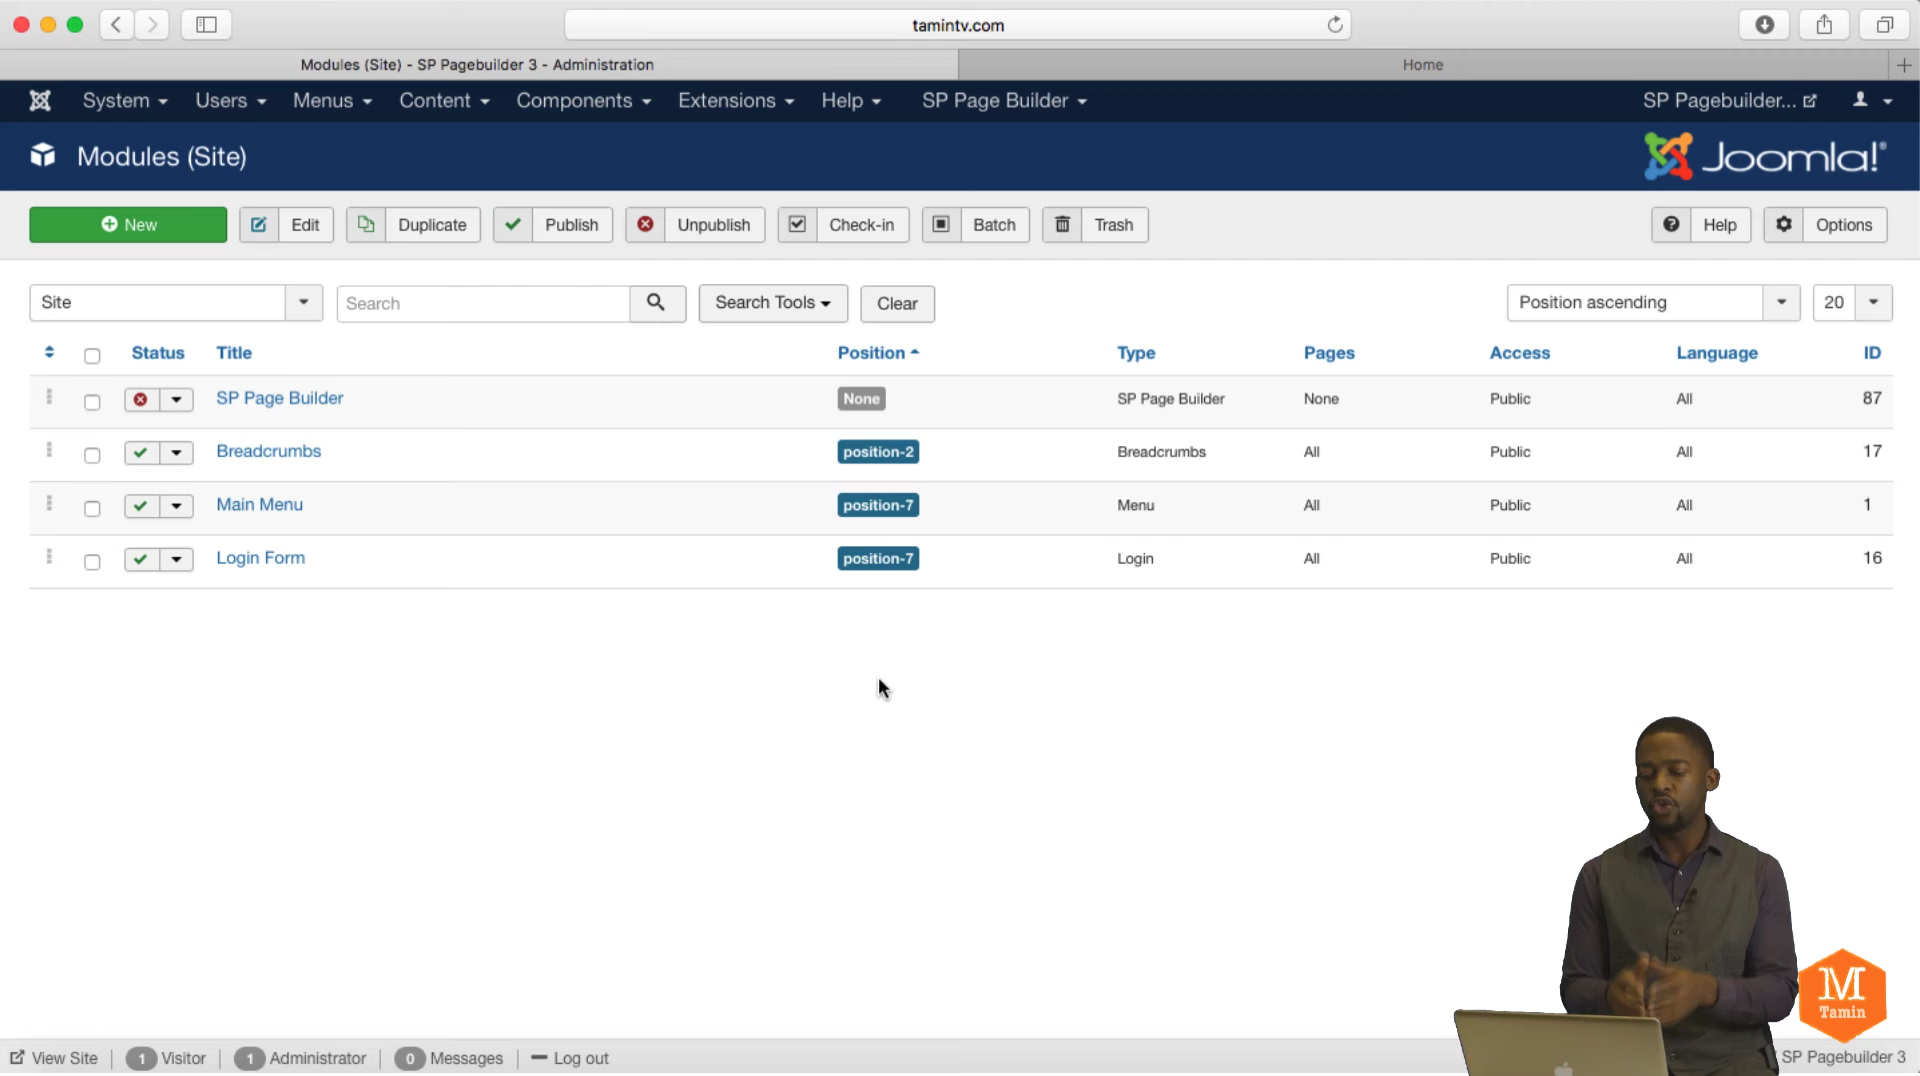 tamintv.com
Modules (Site) - SP Pagebuilder 3 - Administration Home
System Users Menus Content Components Extensions Help SP Page Builder SP Pagebuilder...
Modules (Site) Joomla!®
New Edit Duplicate Publish Unpublish Check-in Batch Trash Help Options
Site Search Search Tools Clear Position ascending 20
Status Title Position Type Pages Access Language ID
SP Page Builder None SP Page Builder None Public All 87
Breadcrumbs position-2 Breadcrumbs All Public All 17
Main Menu position-7 Menu All Public All 1
Login Form position-7 Login All Public All 16
M
Tamin
View Site 1 Visitor 1 Administrator 0 Messages Log out SP Pagebuilder 3